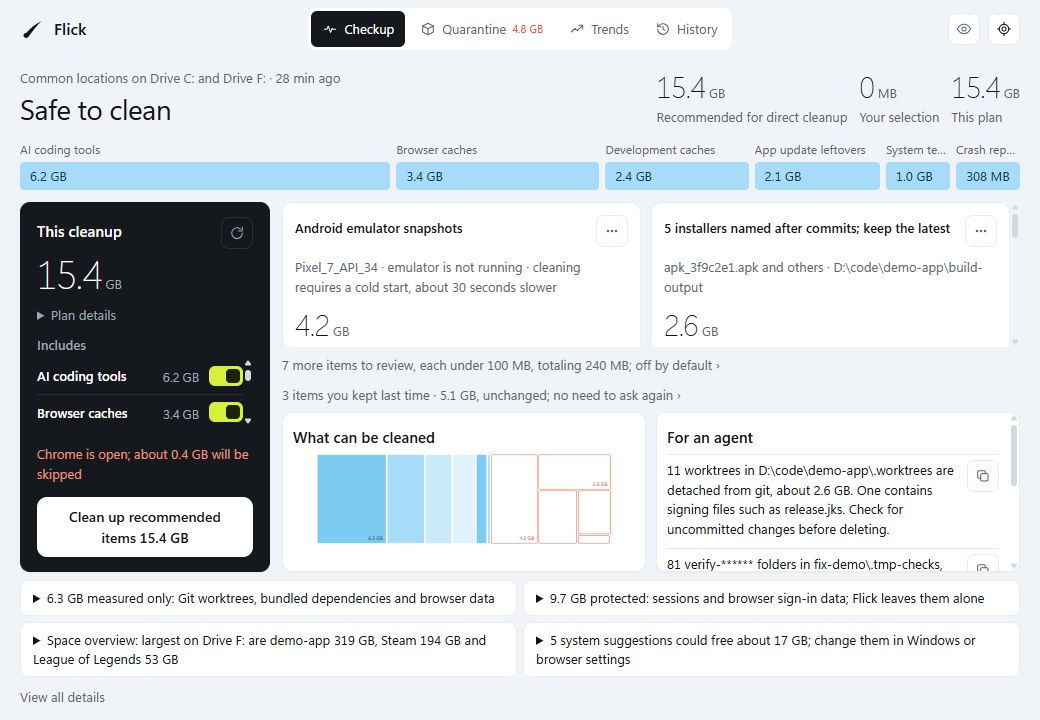 Flick
Checkup
Quarantine 4.8 GB
Trends
History
Common locations on Drive C: and Drive F: · 28 min ago
Safe to clean
15.4 GB
Recommended for direct cleanup
0 MB
Your selection
15.4 GB
This plan
AI coding tools
6.2 GB
Browser caches
3.4 GB
Development caches
2.4 GB
App update leftovers
2.1 GB
System te...
1.0 GB
Crash rep...
308 MB
This cleanup
15.4 GB
Plan details
Includes
AI coding tools 6.2 GB
Browser caches 3.4 GB
Chrome is open; about 0.4 GB will be
skipped
Clean up recommended
items 15.4 GB
Android emulator snapshots
Pixel_7_API_34 · emulator is not running · cleaning
requires a cold start, about 30 seconds slower
4.2 GB
5 installers named after commits; keep the latest
apk_3f9c2e1.apk and others · D:\code\demo-app\build-
output
2.6 GB
7 more items to review, each under 100 MB, totaling 240 MB; off by default ›
3 items you kept last time · 5.1 GB, unchanged; no need to ask again ›
What can be cleaned
6.2 GB
4.2 GB
2.6 GB
For an agent
11 worktrees in D:\code\demo-app\.worktrees are
detached from git, about 2.6 GB. One contains
signing files such as release.jks. Check for
uncommitted changes before deleting.
81 verify-****** folders in fix-demo\.tmp-checks,
6.3 GB measured only: Git worktrees, bundled dependencies and browser data
9.7 GB protected: sessions and browser sign-in data; Flick leaves them alone
Space overview: largest on Drive F: are demo-app 319 GB, Steam 194 GB and
League of Legends 53 GB
5 system suggestions could free about 17 GB; change them in Windows or
browser settings
View all details